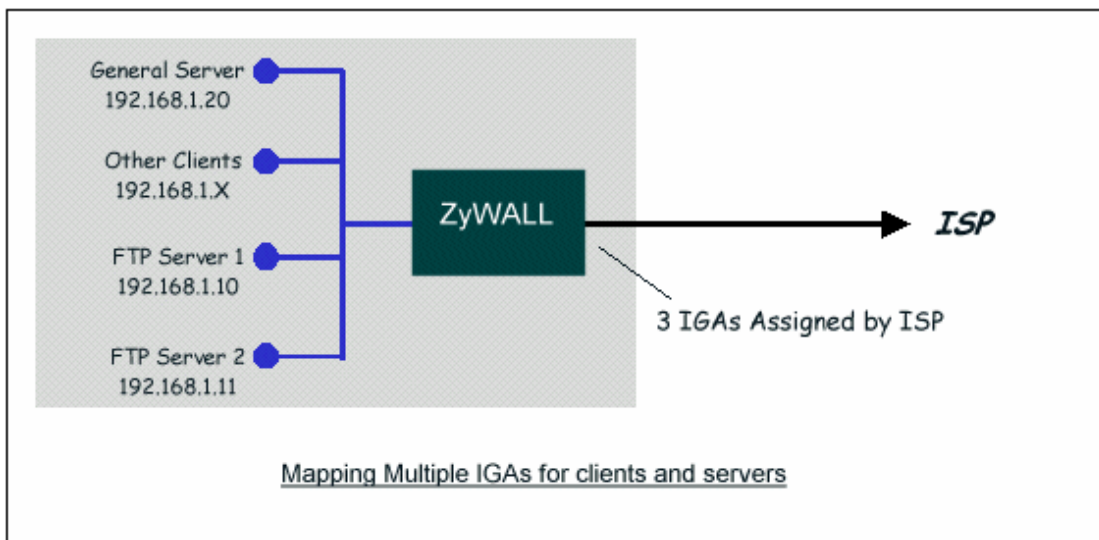 General Server
192.168.1.20
Other Clients
192.168.1.X
FTP Server 1
192.168.1.10
FTP Server 2
192.168.1.11
ZyWALL
ISP
3 IGAs Assigned by ISP
Mapping Multiple IGAs for clients and servers